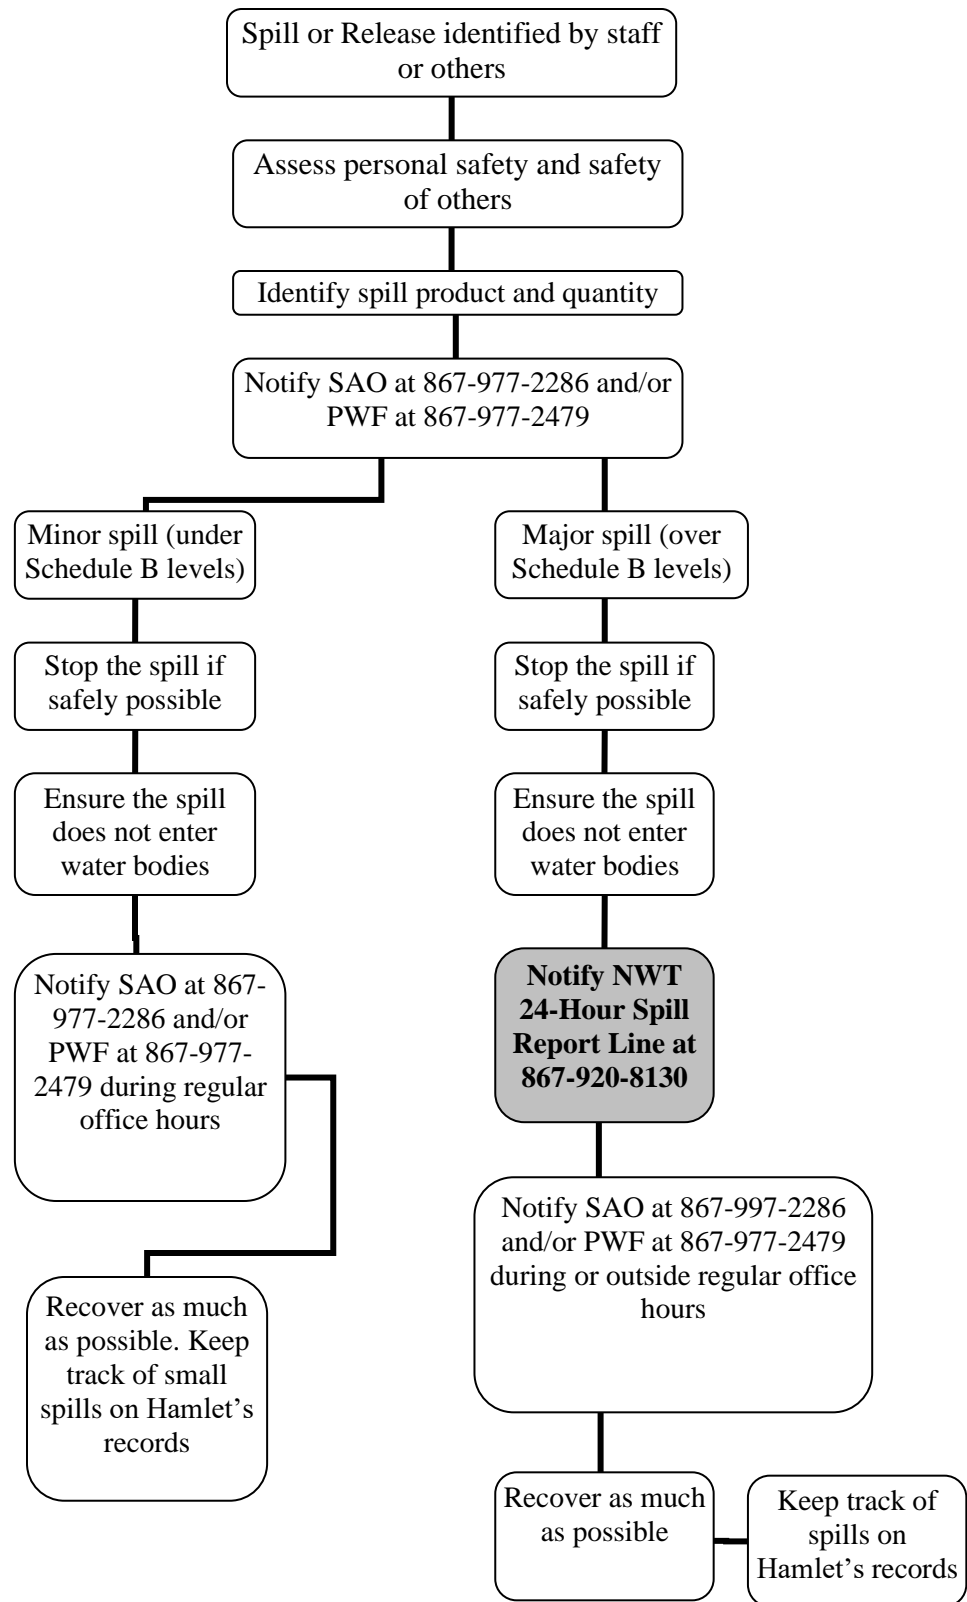 Spill or Release identified by staff
or others
Assess personal safety and safety
of others
Identify spill product and quantity
Notify SAO at 867-977-2286 and/or
PWF at 867-977-2479
Minor spill (under
Schedule B levels)
Stop the spill if
safely possible
Ensure the spill
does not enter
water bodies
Notify SAO at 867-
977-2286 and/or
PWF at 867-977-
2479 during regular
office hours
Recover as much
as possible. Keep
track of small
spills on Hamlet’s
records
Major spill (over
Schedule B levels)
Stop the spill if
safely possible
Ensure the spill
does not enter
water bodies
Notify NWT
24-Hour Spill
Report Line at
867-920-8130
Notify SAO at 867-997-2286
and/or PWF at 867-977-2479
during or outside regular office
hours
Recover as much
as possible
Keep track of
spills on
Hamlet’s records